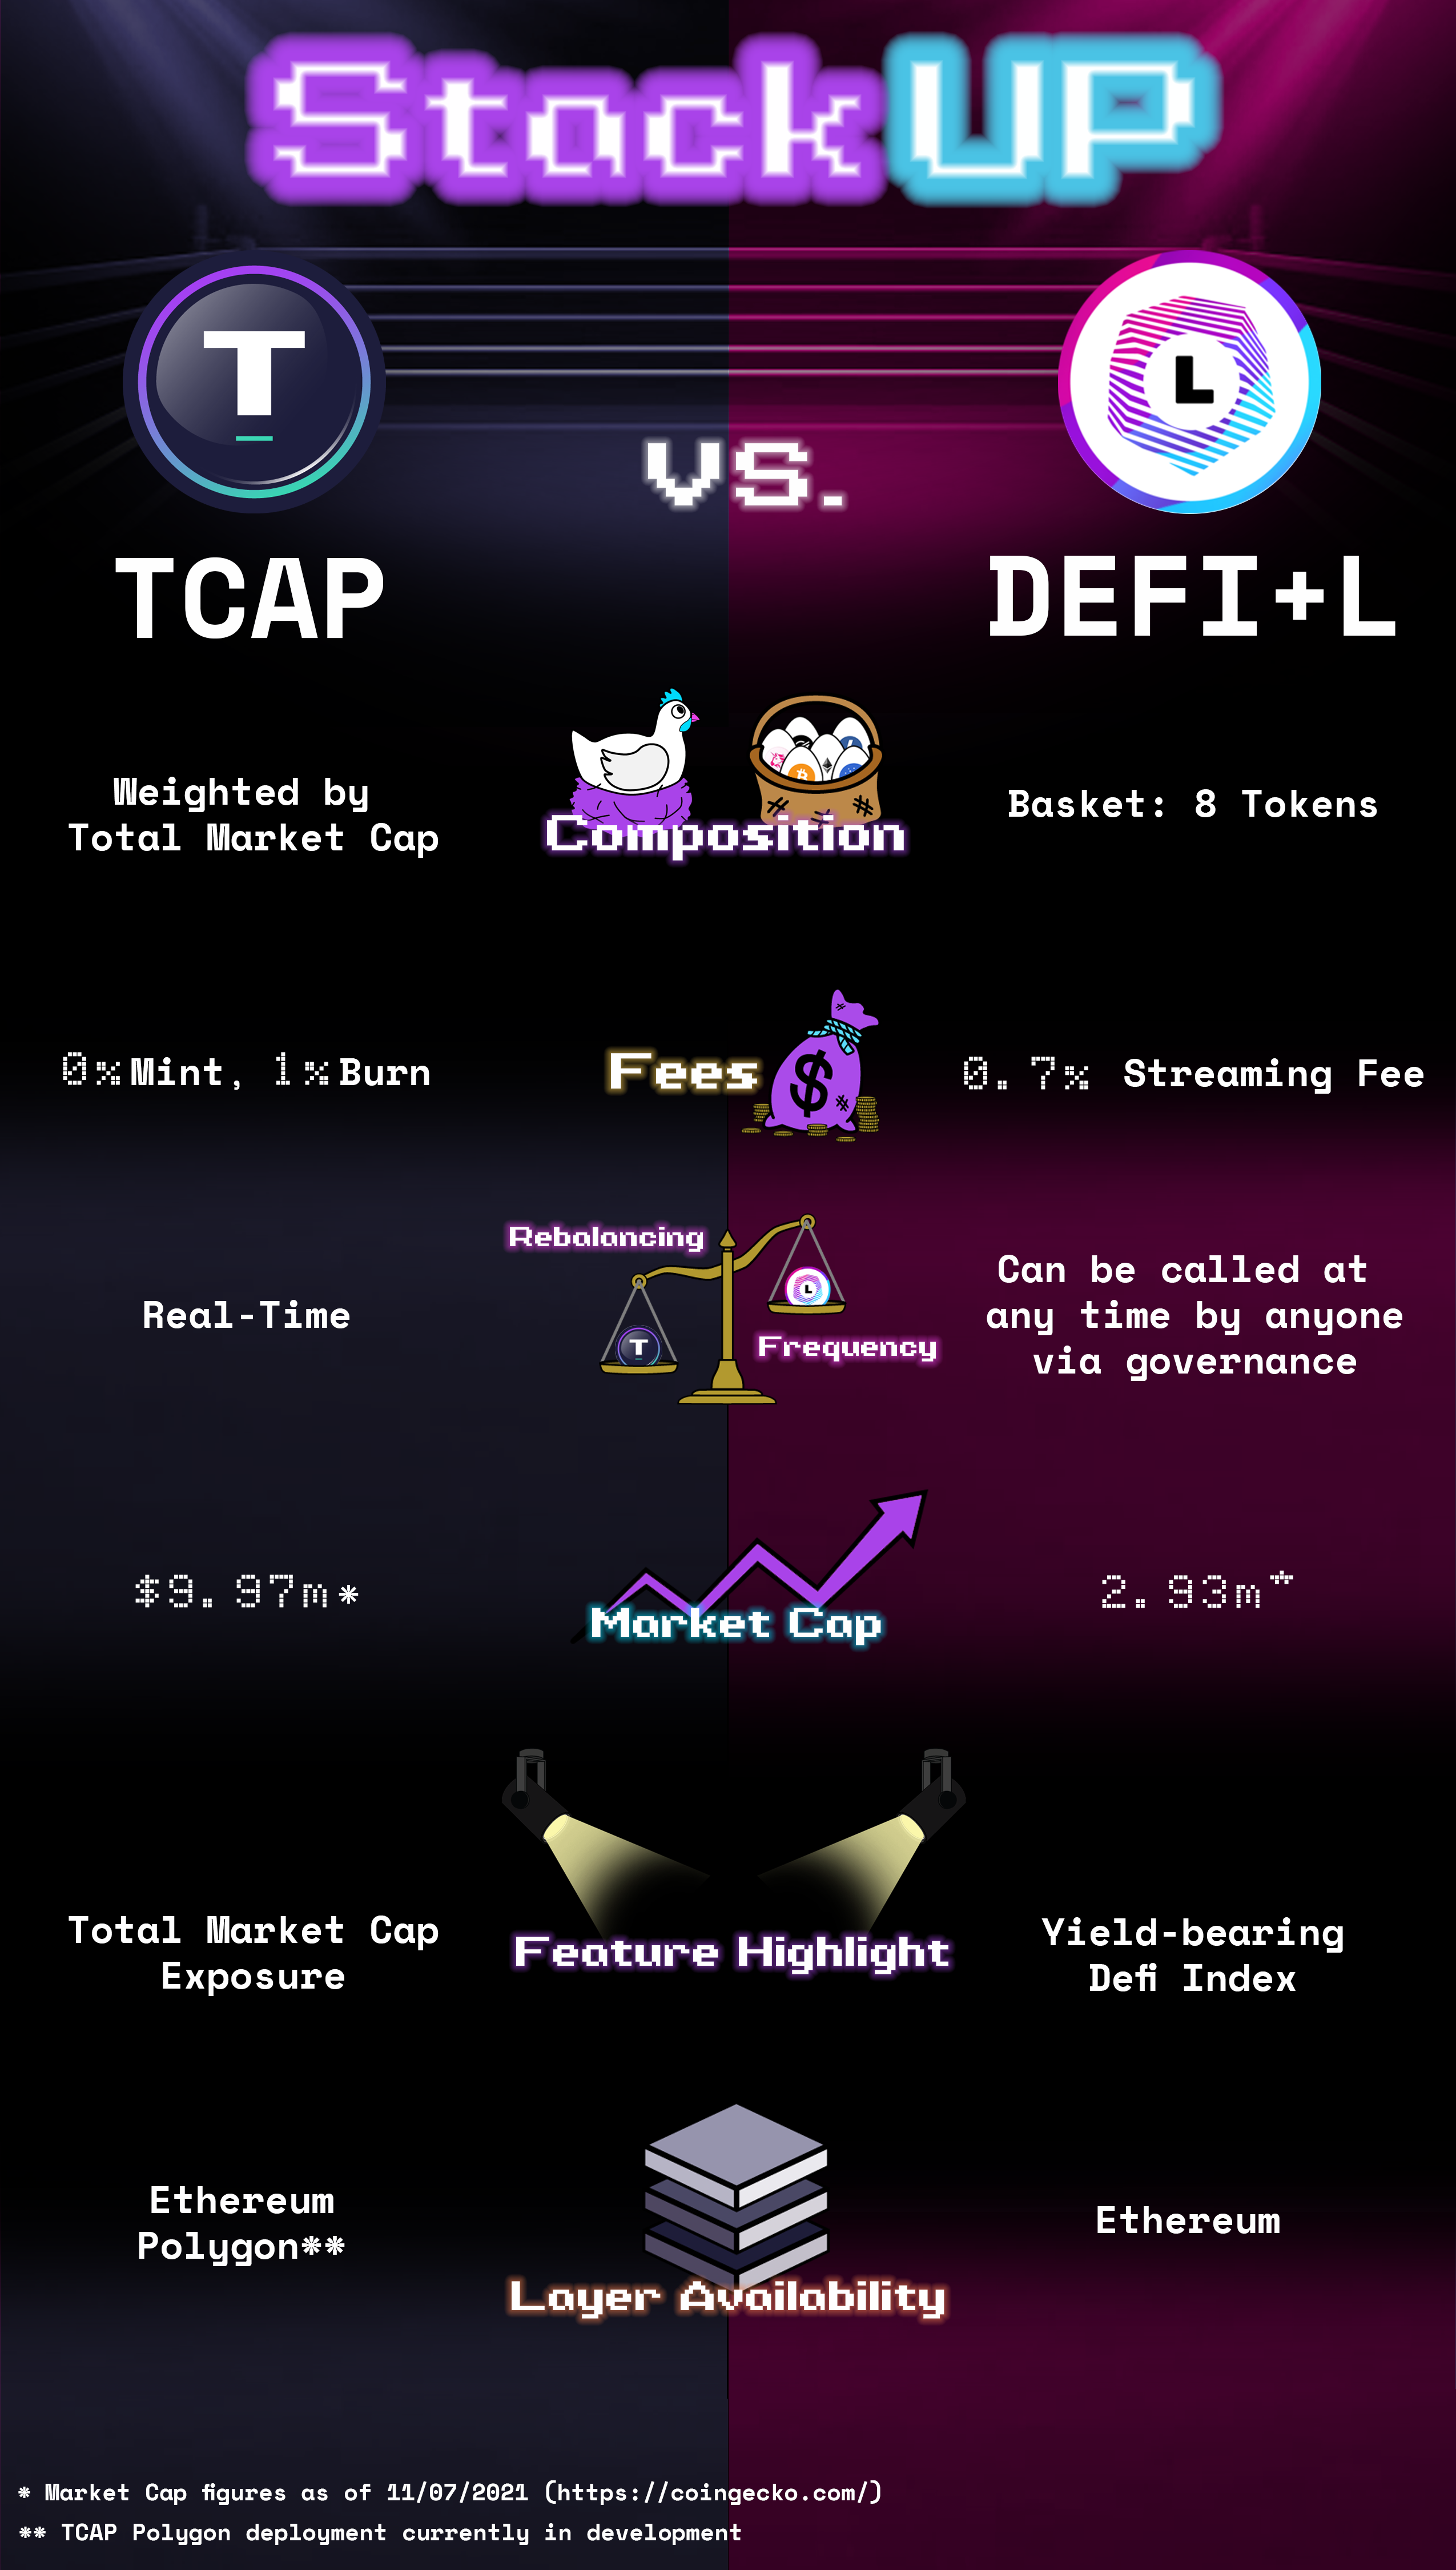 StackUP
T
L
VS.
TCAP
DEFI+L
Weighted by
Total Market Cap
Composition
Basket: 8 Tokens
0% Mint, 1% Burn
Fees
$
0.7% Streaming Fee
Rebalancing
Real-Time
L
T
Frequency
Can be called at
any time by anyone
via governance
$9.97m*
Market Cap
2.93m*
Total Market Cap
Exposure
Feature Highlight
Yield-bearing
Defi Index
Ethereum
Polygon**
Layer Availability
Ethereum
* Market Cap figures as of 11/07/2021 (https://coingecko.com/)
** TCAP Polygon deployment currently in development